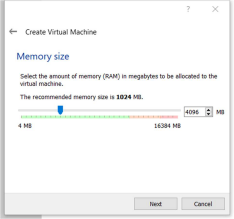 Create Virtual Machine
Memory size
Select the amount of memory (RAM) in megabytes to be allocated to the
virtual machine.
The recommended memory size is 1024 MB.
4096 MB
4 MB 16384 MB
Next Cancel